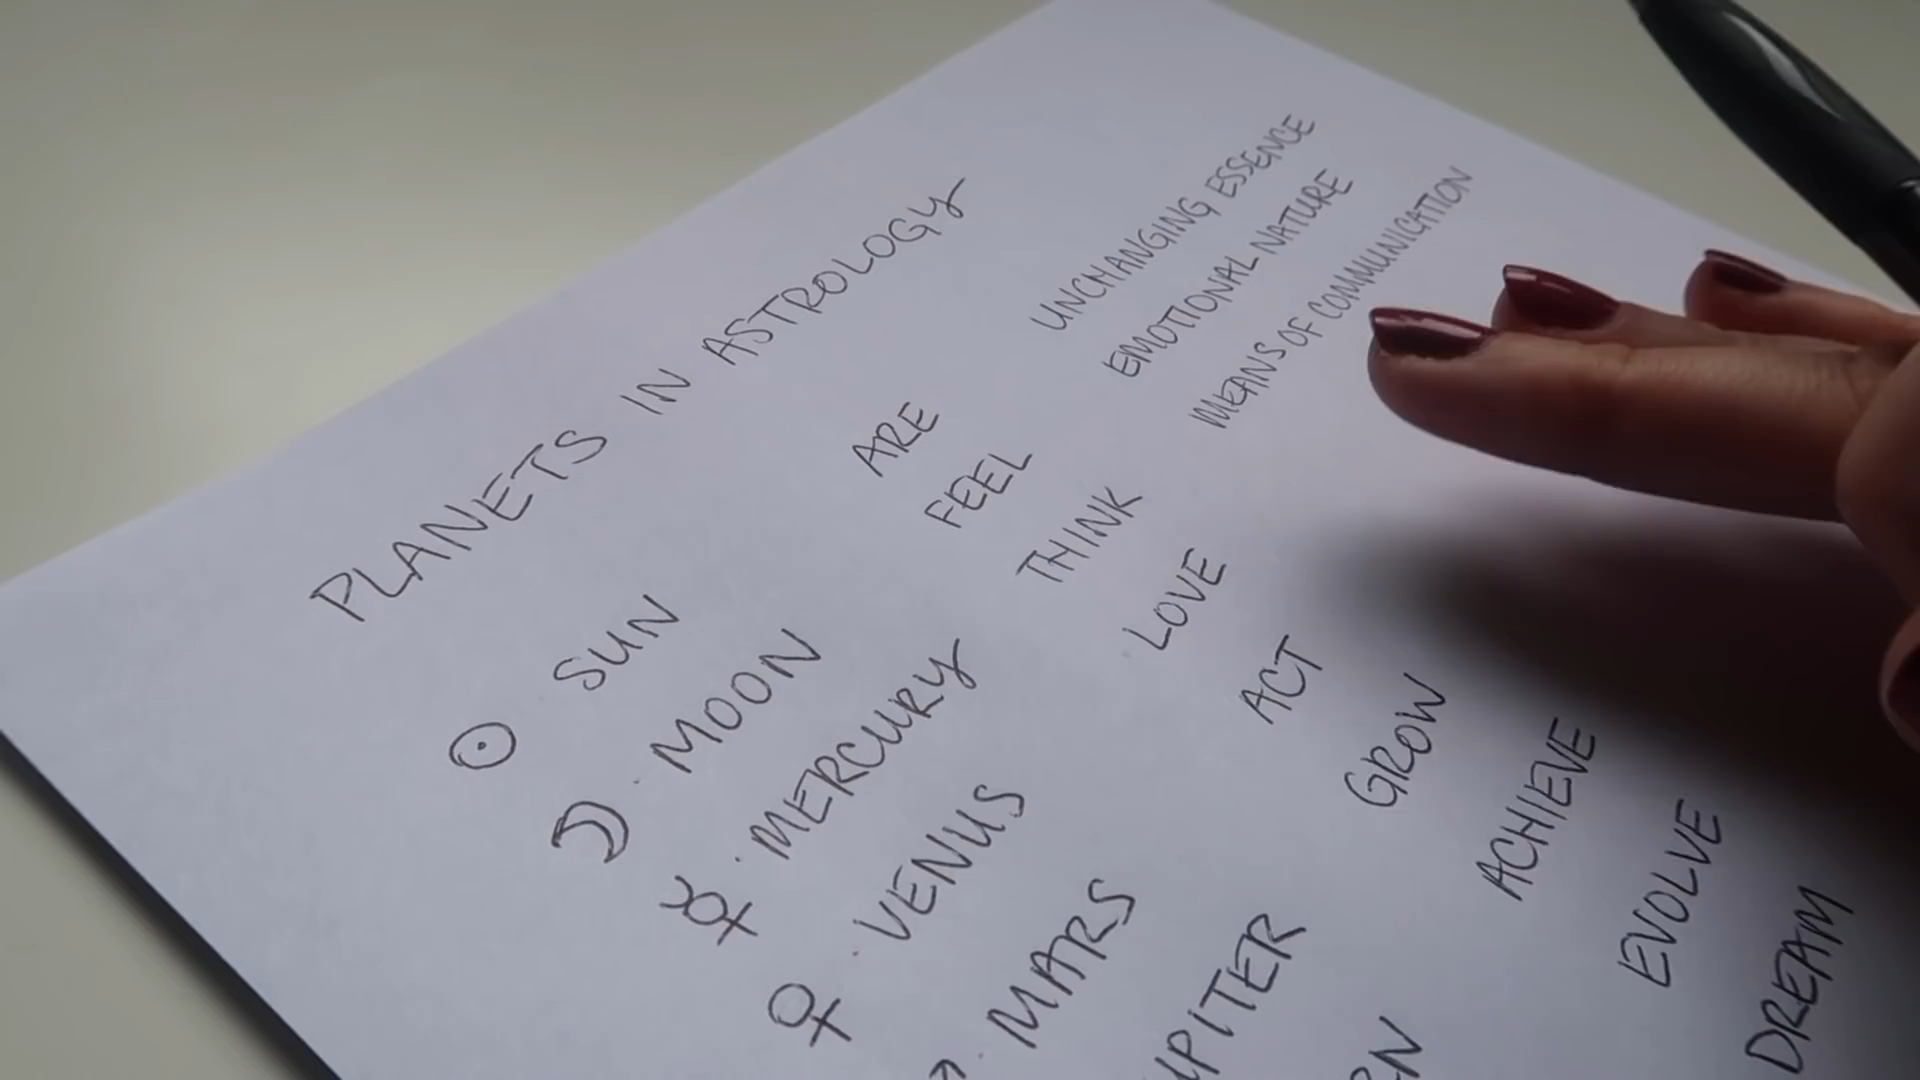 PLANETS IN ASTROLOGY
SUN ARE UNCHANGING ESSENCE
MOON FEEL EMOTIONAL NATURE
MERCURY THINK MEANS OF COMMUNICATION
VENUS LOVE
MARS ACT
GROW
ACHIEVE
EVOLVE
DREAM